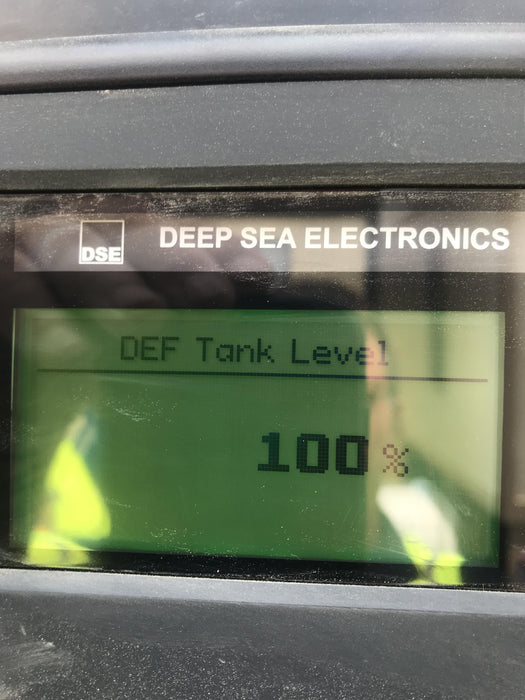 DSE DEEP SEA ELECTRONICS
DEF Tank Level
100 %